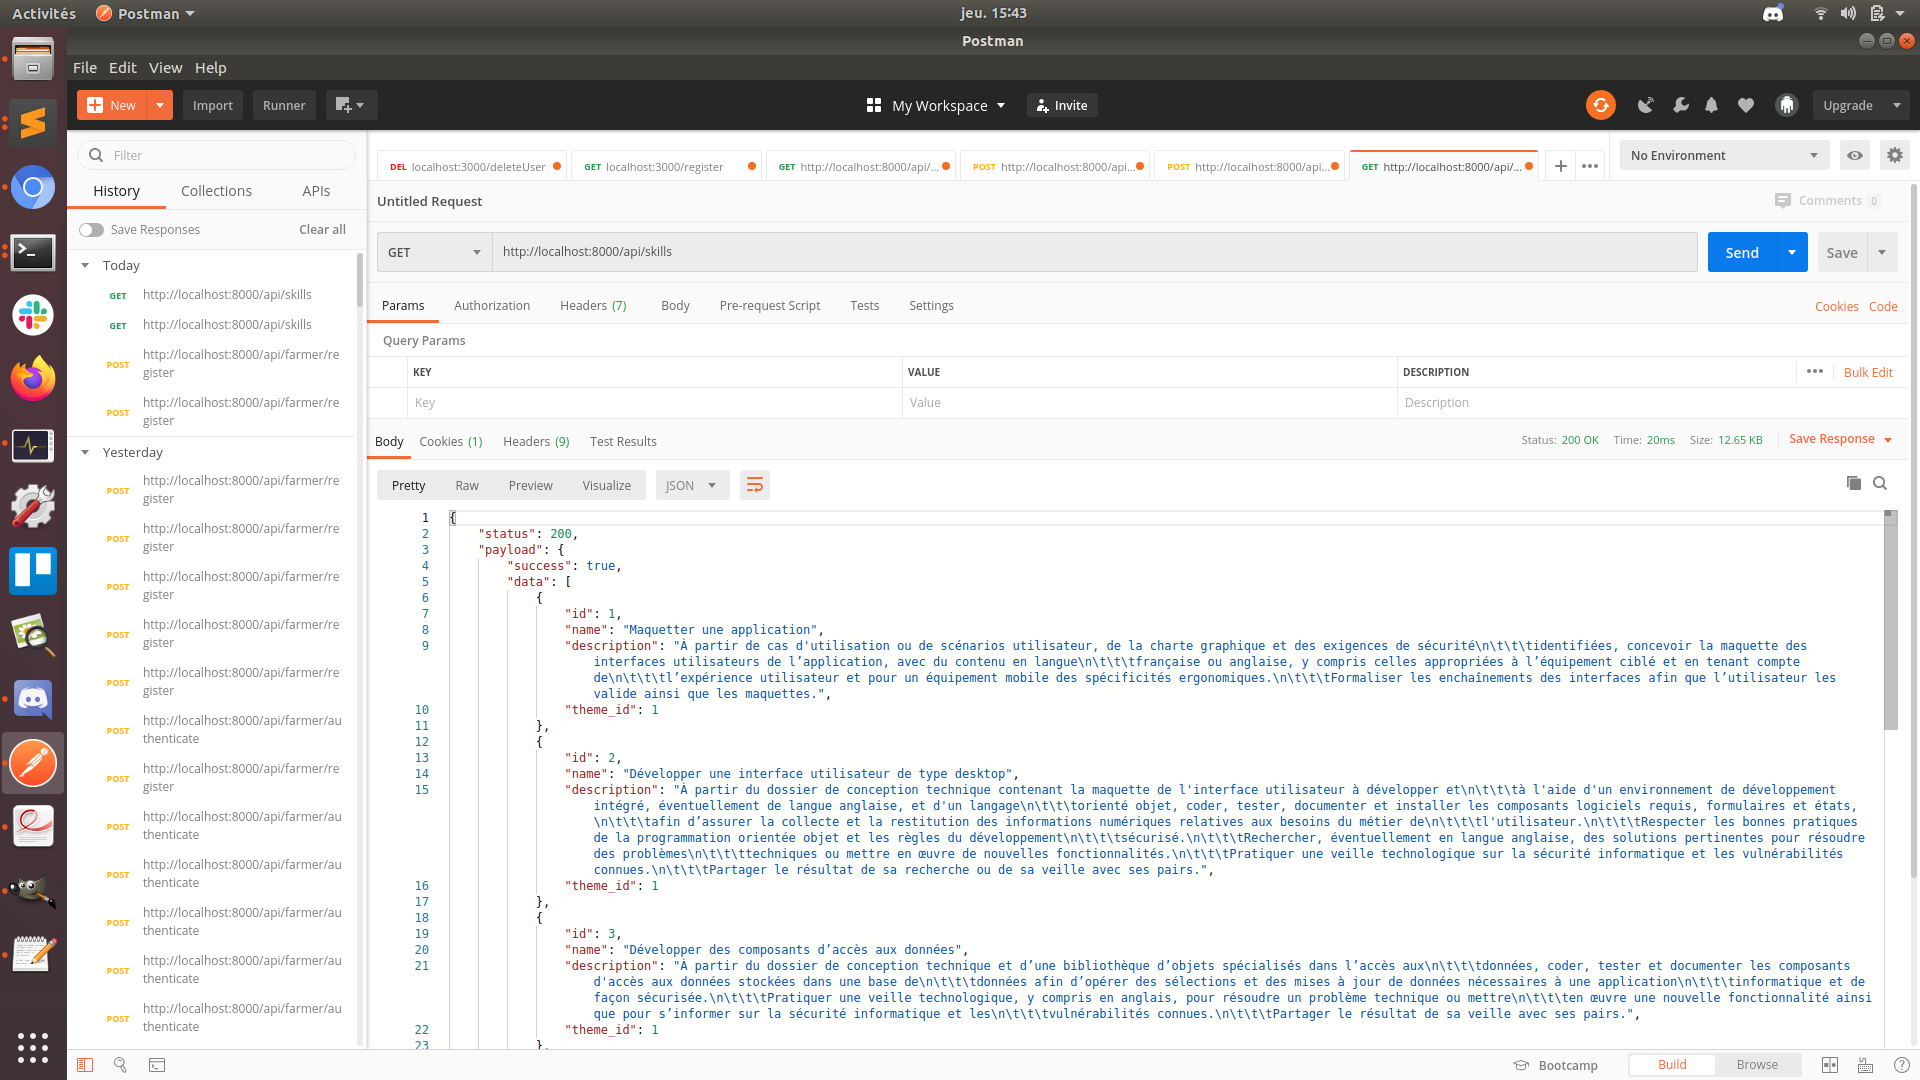 Activités
Postman
jeu. 15:43
Postman
File Edit View Help
New
Import
Runner
My Workspace
Invite
Upgrade
Filter
History
Collections
APIs
Save Responses
Clear all
Today
GET http://localhost:8000/api/skills
GET http://localhost:8000/api/skills
POST http://localhost:8000/api/farmer/re
gister
POST http://localhost:8000/api/farmer/re
gister
Yesterday
POST http://localhost:8000/api/farmer/re
gister
POST http://localhost:8000/api/farmer/re
gister
POST http://localhost:8000/api/farmer/re
gister
POST http://localhost:8000/api/farmer/re
gister
POST http://localhost:8000/api/farmer/re
gister
POST http://localhost:8000/api/farmer/au
thenticate
POST http://localhost:8000/api/farmer/re
gister
POST http://localhost:8000/api/farmer/au
thenticate
POST http://localhost:8000/api/farmer/au
thenticate
POST http://localhost:8000/api/farmer/au
thenticate
POST http://localhost:8000/api/farmer/au
thenticate
POST http://localhost:8000/api/farmer/au
thenticate
DEL localhost:3000/deleteUser
GET localhost:3000/register
GET http://localhost:8000/api/...
POST http://localhost:8000/api...
POST http://localhost:8000/api...
GET http://localhost:8000/api/...
No Environment
Untitled Request
Comments 0
GET
http://localhost:8000/api/skills
Send
Save
Params Authorization Headers (7) Body Pre-request Script Tests Settings
Cookies Code
Query Params
KEY VALUE DESCRIPTION
Bulk Edit
Key Value Description
Body Cookies (1) Headers (9) Test Results
Status: 200 OK Time: 20ms Size: 12.65 KB
Save Response
Pretty Raw Preview Visualize JSON
1 {
2 "status": 200,
3 "payload": {
4 "success": true,
5 "data": [
6 {
7 "id": 1,
8 "name": "Maquetter une application",
9 "description": "À partir de cas d'utilisation ou de scénarios utilisateur, de la charte graphique et des exigences de sécurité\n\t\t\tidentifiées, concevoir la maquette des
interfaces utilisateurs de l’application, avec du contenu en langue\n\t\t\tfrançaise ou anglaise, y compris celles appropriées à l’équipement ciblé et en tenant compte
de\n\t\t\tl’expérience utilisateur et pour un équipement mobile des spécificités ergonomiques.\n\t\t\tFormaliser les enchaînements des interfaces afin que l’utilisateur les
valide ainsi que les maquettes.",
10 "theme_id": 1
11 },
12 {
13 "id": 2,
14 "name": "Développer une interface utilisateur de type desktop",
15 "description": "À partir du dossier de conception technique contenant la maquette de l'interface utilisateur à développer et\n\t\t\tà l'aide d'un environnement de développement
intégré, éventuellement de langue anglaise, et d'un langage\n\t\t\torienté objet, coder, tester, documenter et installer les composants logiciels requis, formulaires et états,
\n\t\t\tafin d’assurer la collecte et la restitution des informations numériques relatives aux besoins du métier de\n\t\t\tl'utilisateur.\n\t\t\tRespecter les bonnes pratiques
de la programmation orientée objet et les règles du développement\n\t\t\tsécurisé.\n\t\t\tRechercher, éventuellement en langue anglaise, des solutions pertinentes pour résoudre
des problèmes\n\t\t\ttechniques ou mettre en œuvre de nouvelles fonctionnalités.\n\t\t\tPratiquer une veille technologique sur la sécurité informatique et les vulnérabilités
connues.\n\t\t\tPartager le résultat de sa recherche ou de sa veille avec ses pairs.",
16 "theme_id": 1
17 },
18 {
19 "id": 3,
20 "name": "Développer des composants d’accès aux données",
21 "description": "À partir du dossier de conception technique et d’une bibliothèque d’objets spécialisés dans l’accès aux\n\t\t\tdonnées, coder, tester et documenter les composants
d'accès aux données stockées dans une base de\n\t\t\tdonnées afin d’opérer des sélections et des mises à jour de données nécessaires à une application\n\t\t\tinformatique et de
façon sécurisée.\n\t\t\tPratiquer une veille technologique, y compris en anglais, pour résoudre un problème technique ou mettre\n\t\t\ten œuvre une nouvelle fonctionnalité ainsi
que pour s’informer sur la sécurité informatique et les\n\t\t\tvulnérabilités connues.\n\t\t\tPartager le résultat de sa veille avec ses pairs.",
22 "theme_id": 1
23 },
Bootcamp
Build
Browse